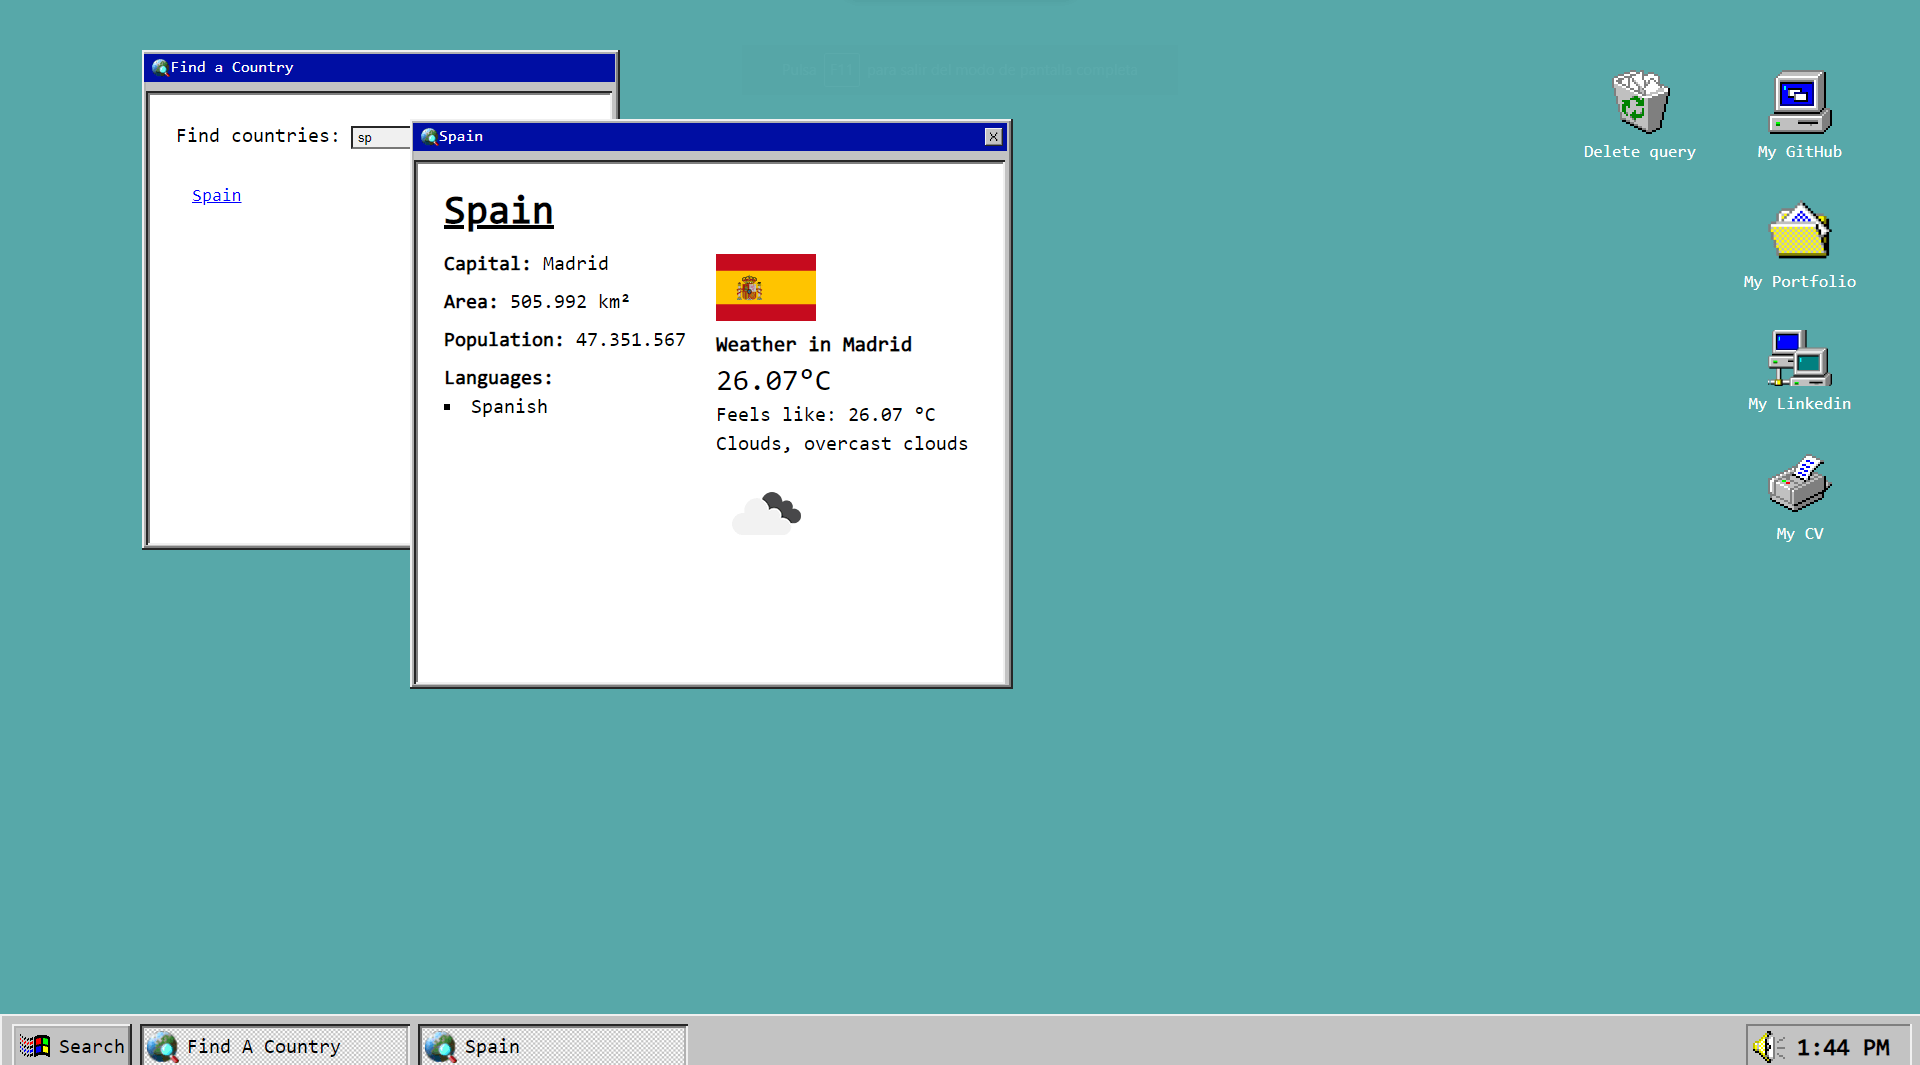 Find a Country
Find countries: sp
Spain
Spain
Spain
Capital: Madrid
Area: 505.992 km²
Population: 47.351.567
Languages:
Spanish
Weather in Madrid
26.07°C
Feels like: 26.07 °C
Clouds, overcast clouds
Delete query
My GitHub
My Portfolio
My Linkedin
My CV
Search
Find A Country
Spain
1:44 PM